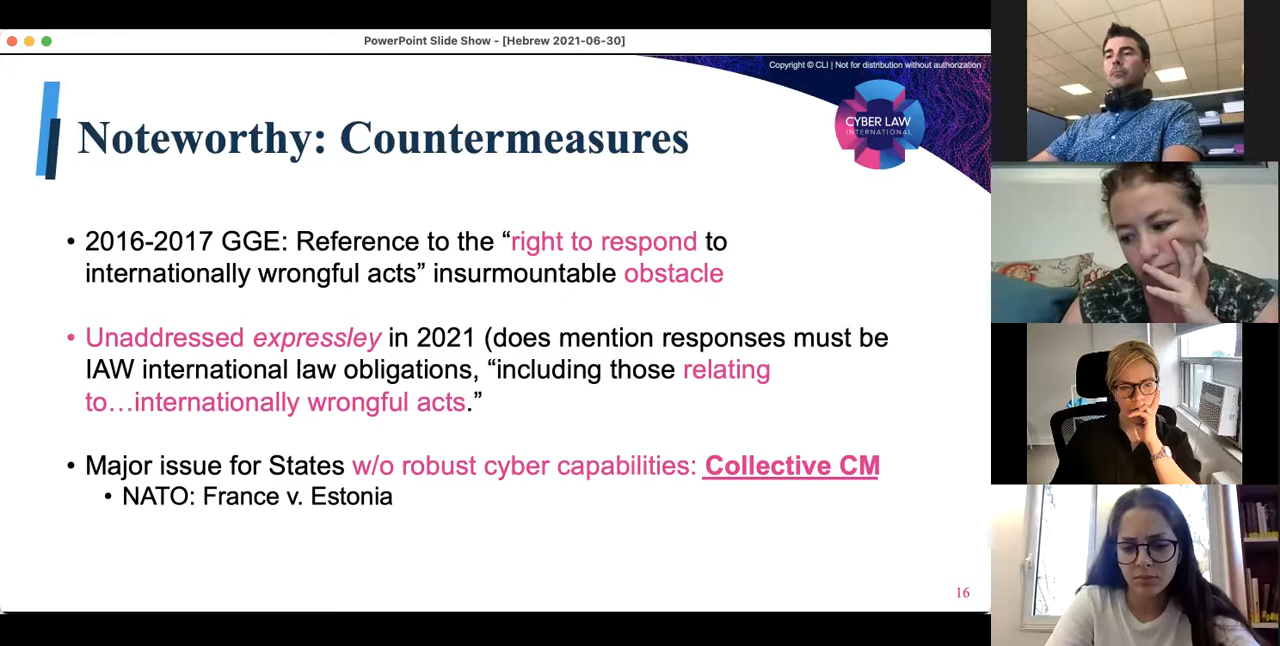 PowerPoint Slide Show - [Hebrew 2021-06-30]
Copyright © CLI | Not for distribution without authorization
CYBER LAW
INTERNATIONAL
Noteworthy: Countermeasures
• 2016-2017 GGE: Reference to the “right to respond to
internationally wrongful acts” insurmountable obstacle
• Unaddressed expressley in 2021 (does mention responses must be
IAW international law obligations, “including those relating
to…internationally wrongful acts.”
• Major issue for States w/o robust cyber capabilities: Collective CM
• NATO: France v. Estonia
16